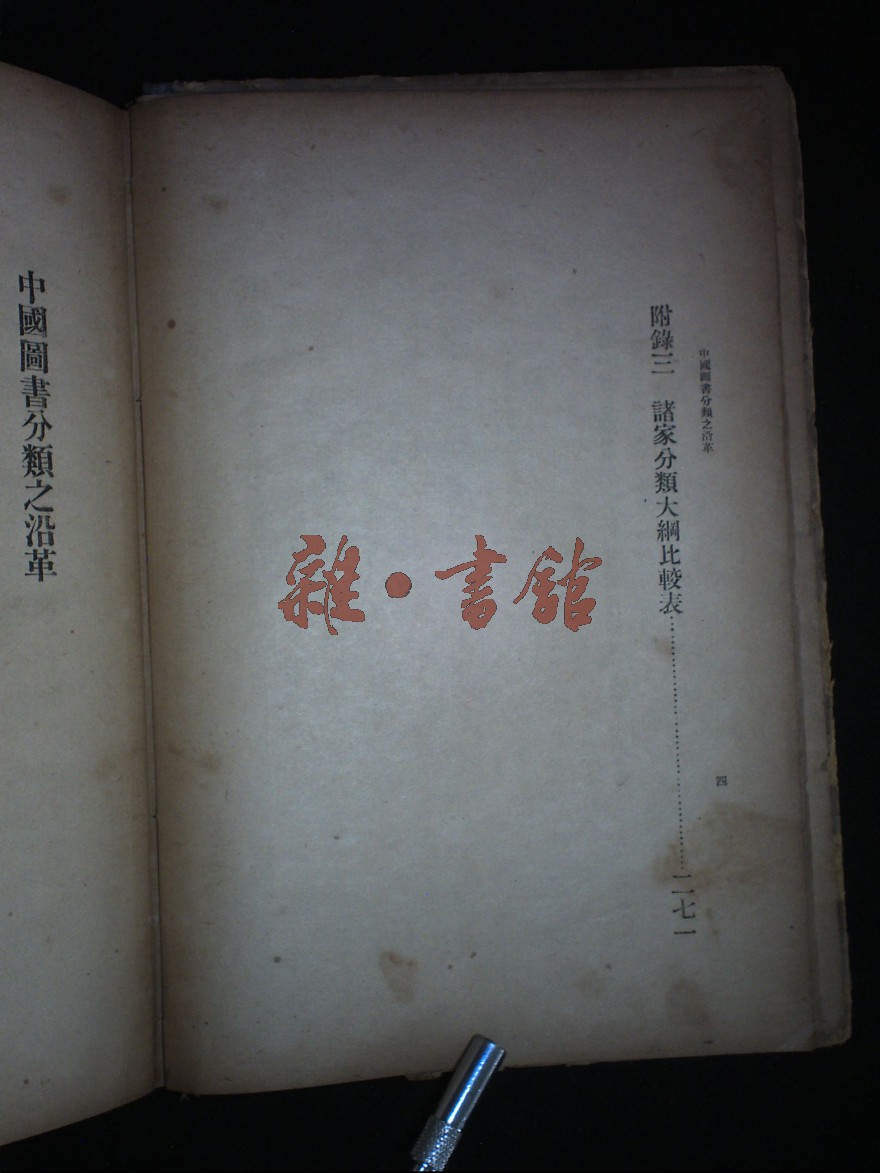 中國圖書分類之沿革
四
附錄三 諸家分類大綱比較表……………………二七一
中國圖書分類之沿革
雜·書館